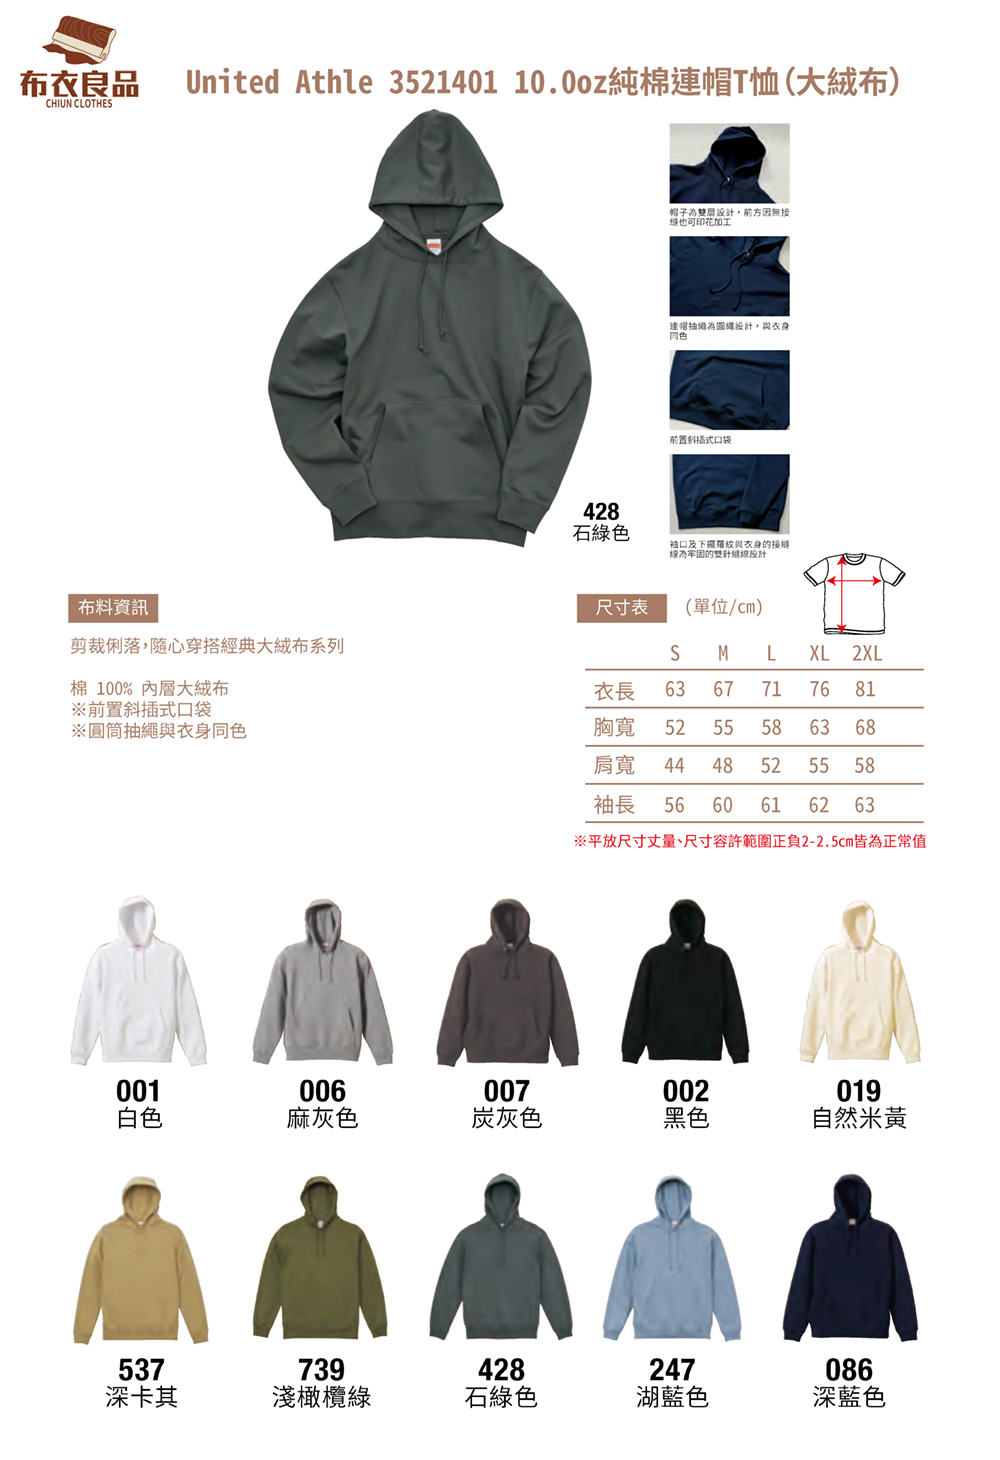 布衣良品
CHIUN CLOTHES
United Athle 3521401 10.0oz純棉連帽T恤(大絨布)
帽子為雙層設計，前方因無接
縫也可印花加工
連帽抽繩為圓繩設計，與衣身
同色
前置斜插式口袋
428
石綠色
袖口及下擺羅紋與衣身的接縫
線為牢固的雙針縫線設計
布料資訊
剪裁俐落，隨心穿搭經典大絨布系列
棉 100% 內層大絨布
※前置斜插式口袋
※圓筒抽繩與衣身同色
尺寸表 (單位/cm)
S M L XL 2XL
衣長 63 67 71 76 81
胸寬 52 55 58 63 68
肩寬 44 48 52 55 58
袖長 56 60 61 62 63
※平放尺寸丈量、尺寸容許範圍正負2-2.5cm皆為正常值
001 006 007 002 019
白色 麻灰色 炭灰色 黑色 自然米黃
537 739 428 247 086
深卡其 淺橄欖綠 石綠色 湖藍色 深藍色